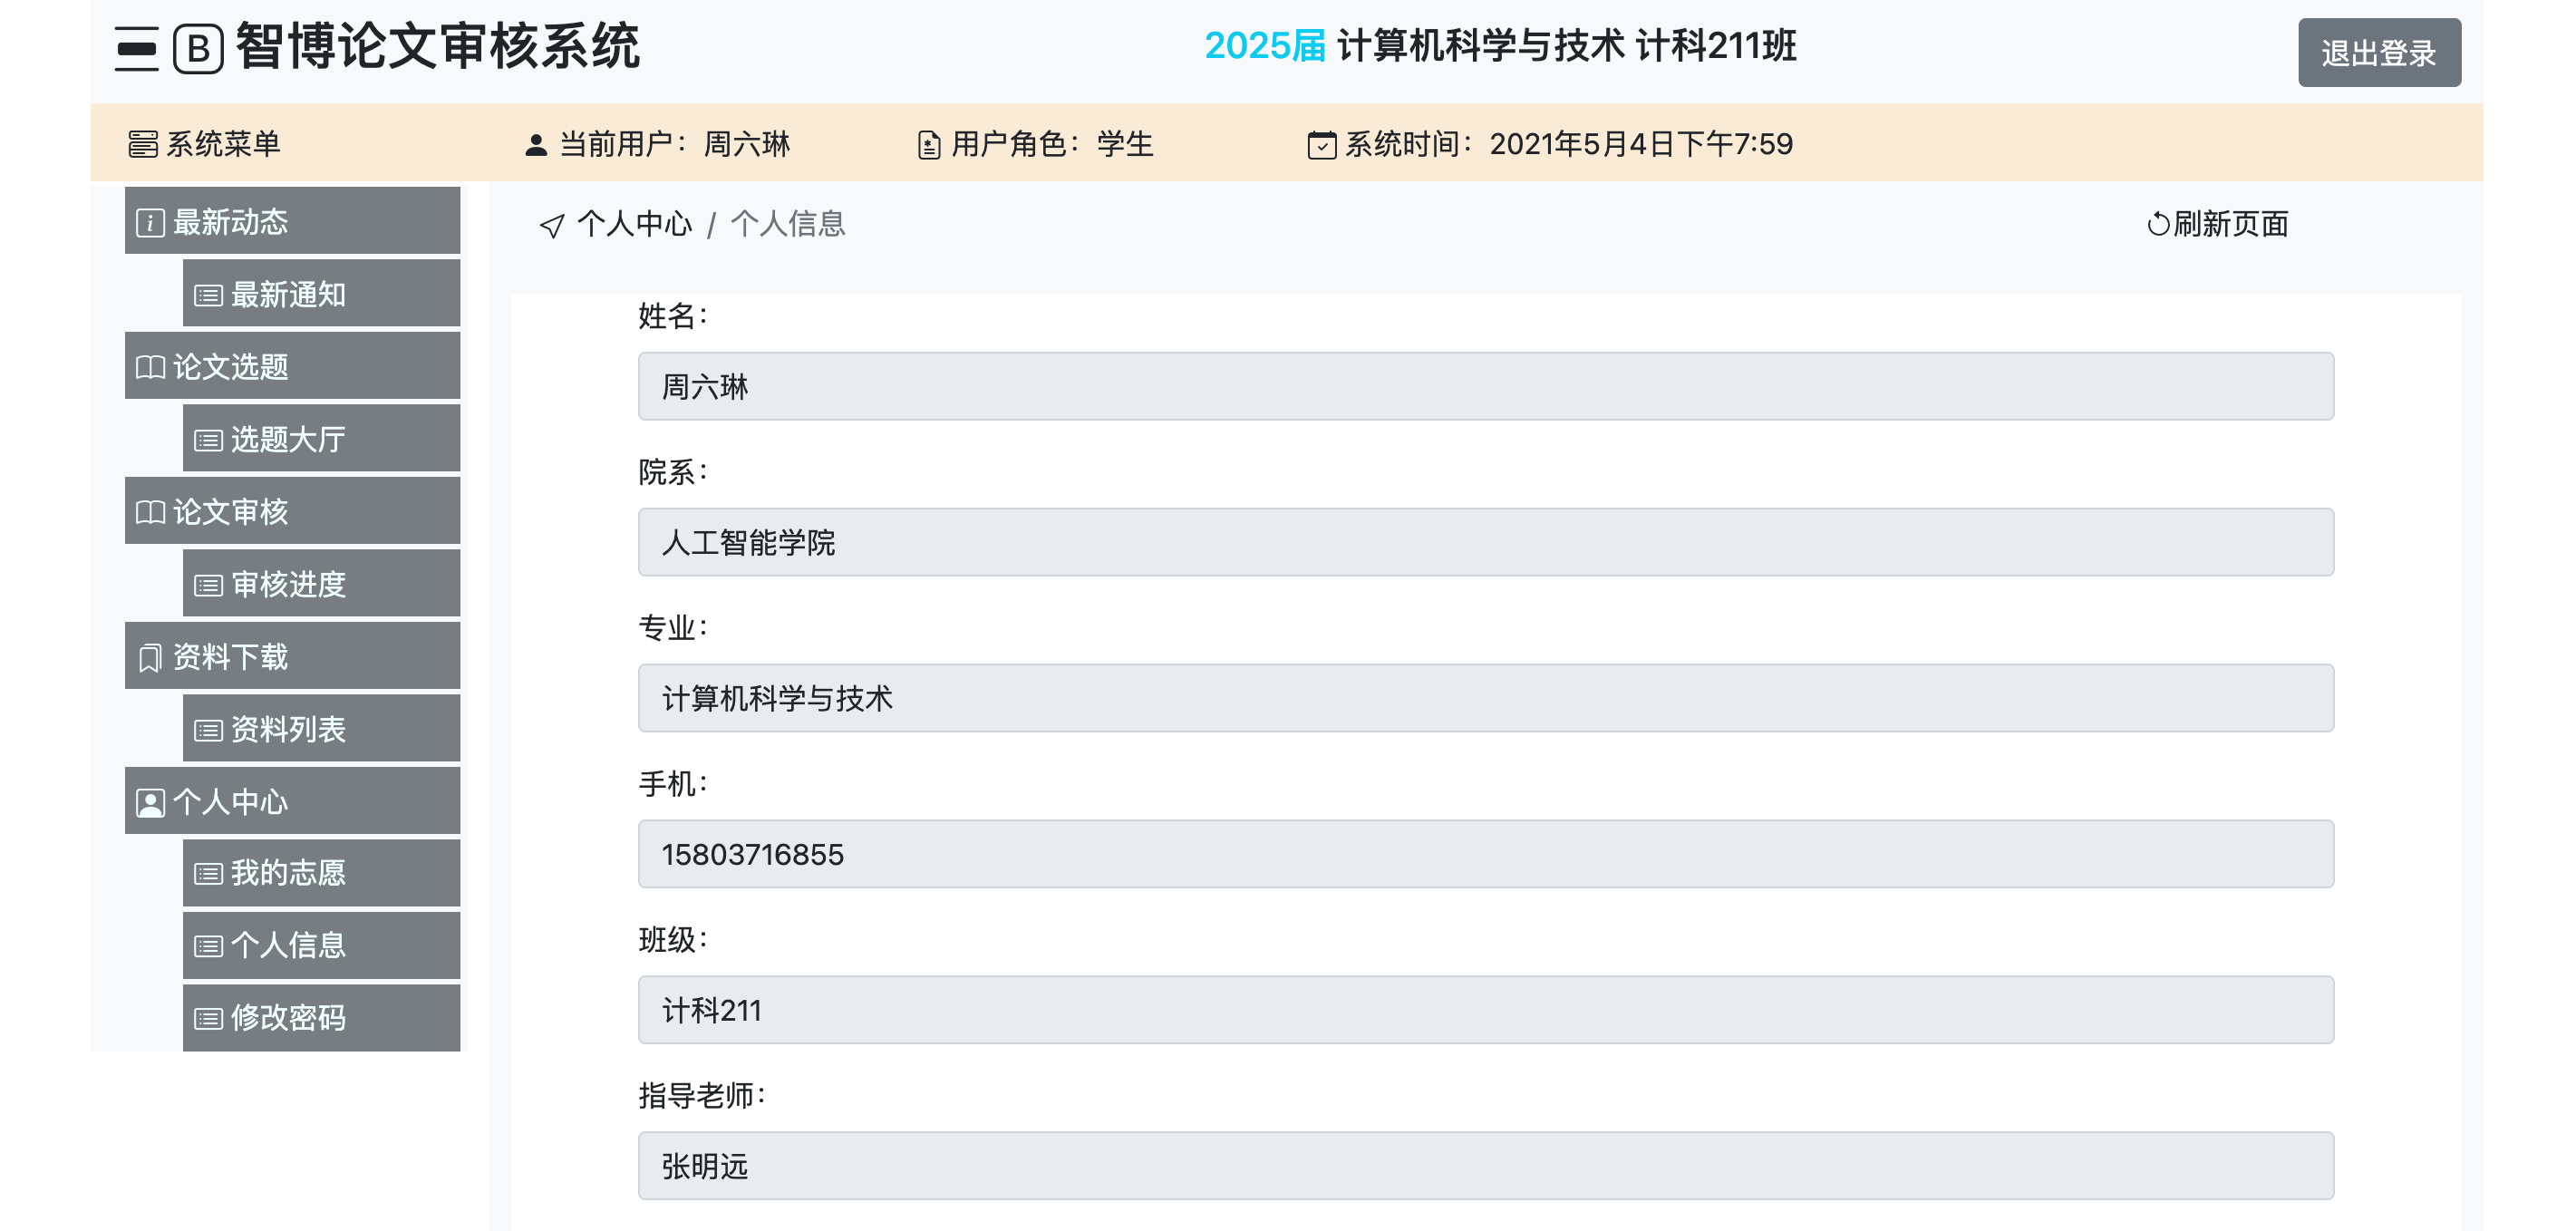 B 智博论文审核系统
2025届 计算机科学与技术 计科211班
退出登录
系统菜单
当前用户：周六琳
用户角色：学生
系统时间：2021年5月4日下午7:59
最新动态
最新通知
论文选题
选题大厅
论文审核
审核进度
资料下载
资料列表
个人中心
我的志愿
个人信息
修改密码
个人中心 / 个人信息
刷新页面
姓名：
周六琳
院系：
人工智能学院
专业：
计算机科学与技术
手机：
15803716855
班级：
计科211
指导老师：
张明远